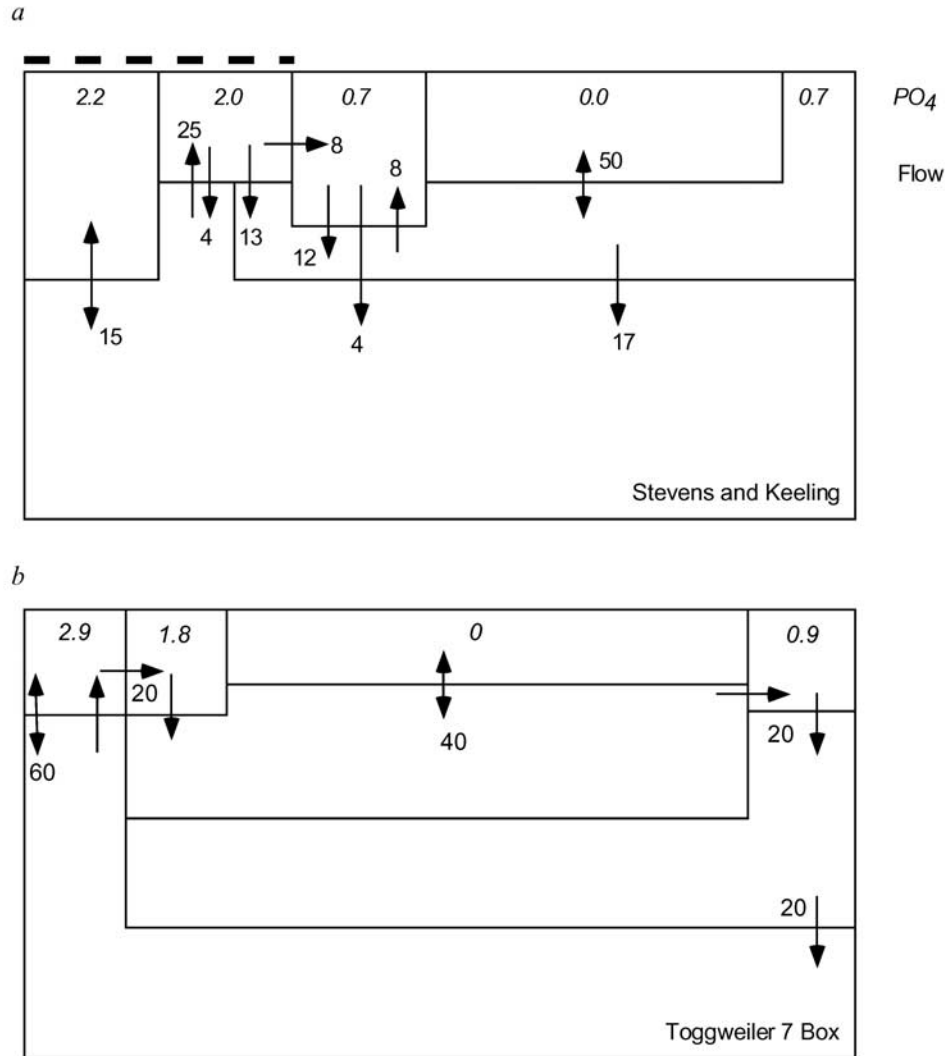 a
2.2 2.0 0.7 0.0 0.7 PO4
25 8 8 50 Flow
4 13 12
15 4 17
Stevens and Keeling
b
2.9 1.8 0 0.9
20
60 40 20
20
Toggweiler 7 Box